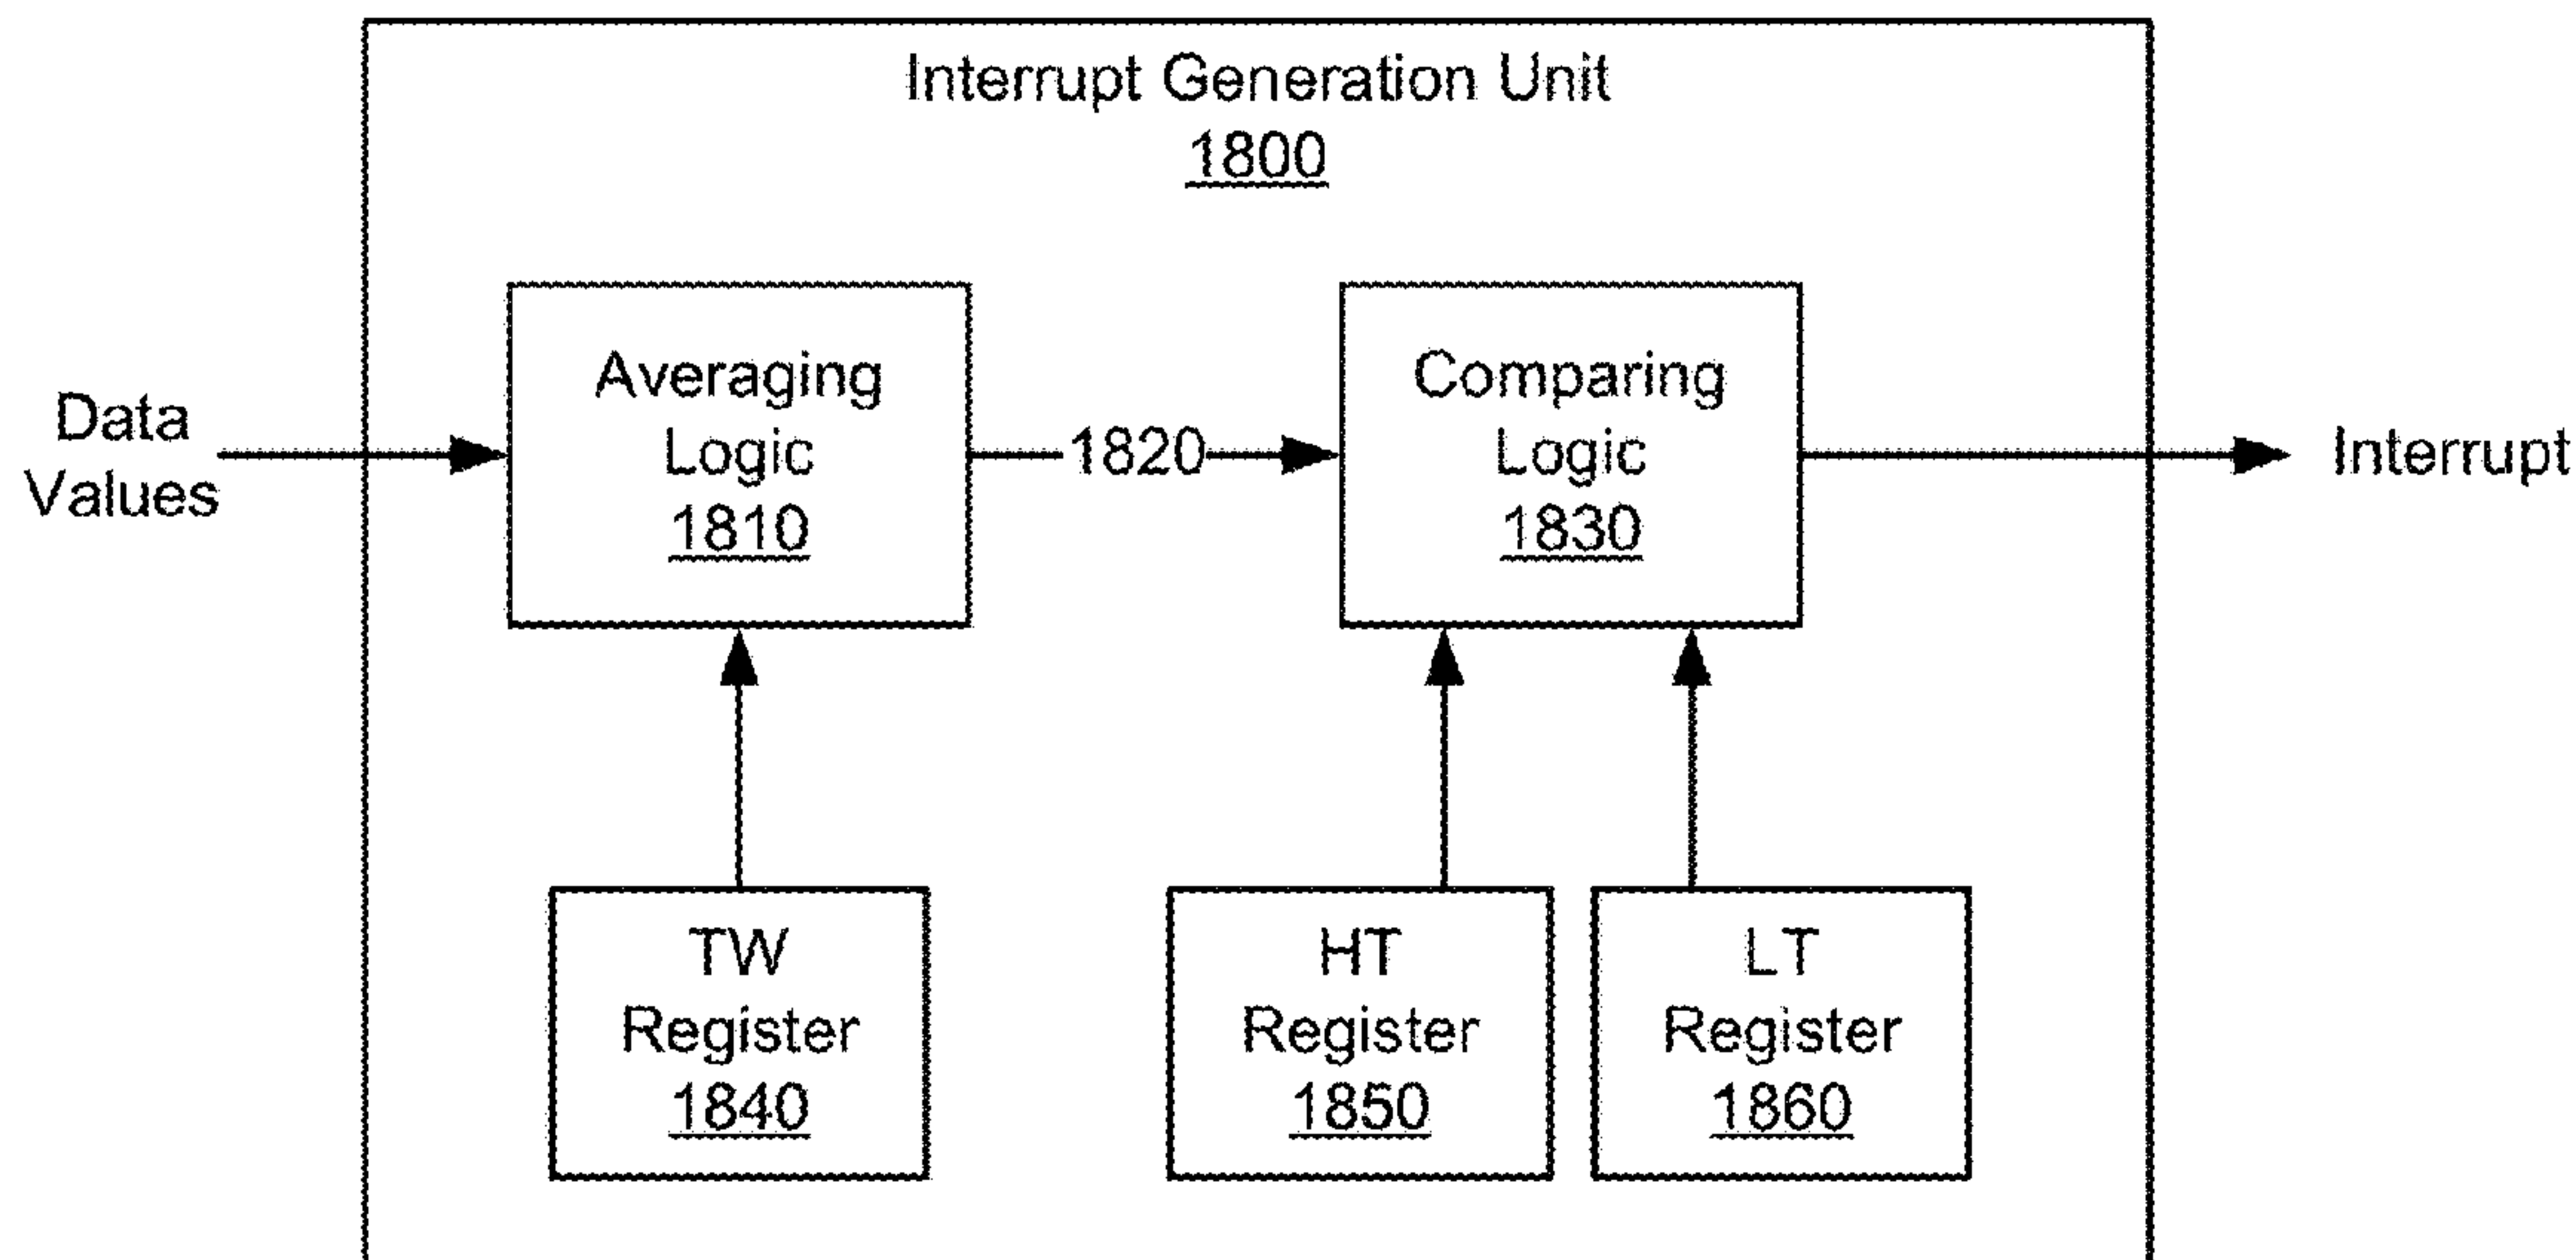 Interrupt Generation Unit
1800
Data
Values
Averaging
Logic
1810
1820
Comparing
Logic
1830
Interrupt
TW
Register
1840
HT
Register
1850
LT
Register
1860